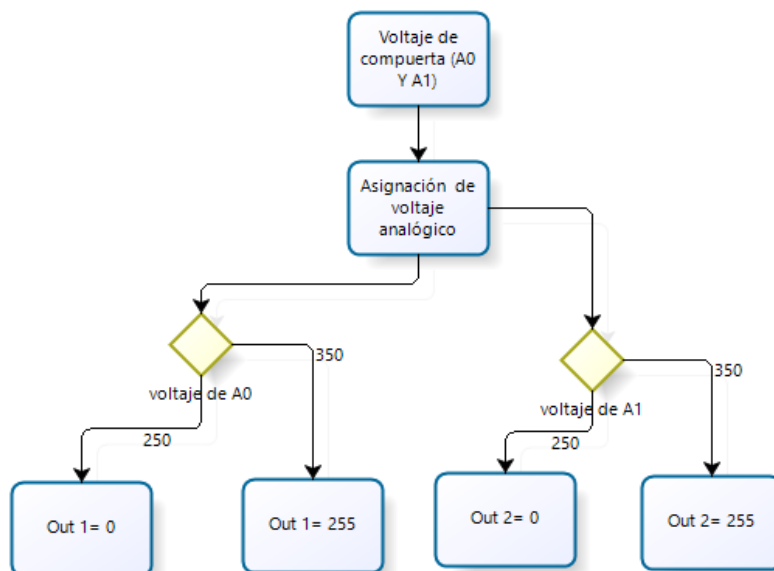 Voltaje de
compuerta (A0
Y A1)
Asignación de
voltaje
analógico
350
voltaje de A0
250
350
voltaje de A1
250
Out 1= 0
Out 1= 255
Out 2= 0
Out 2= 255